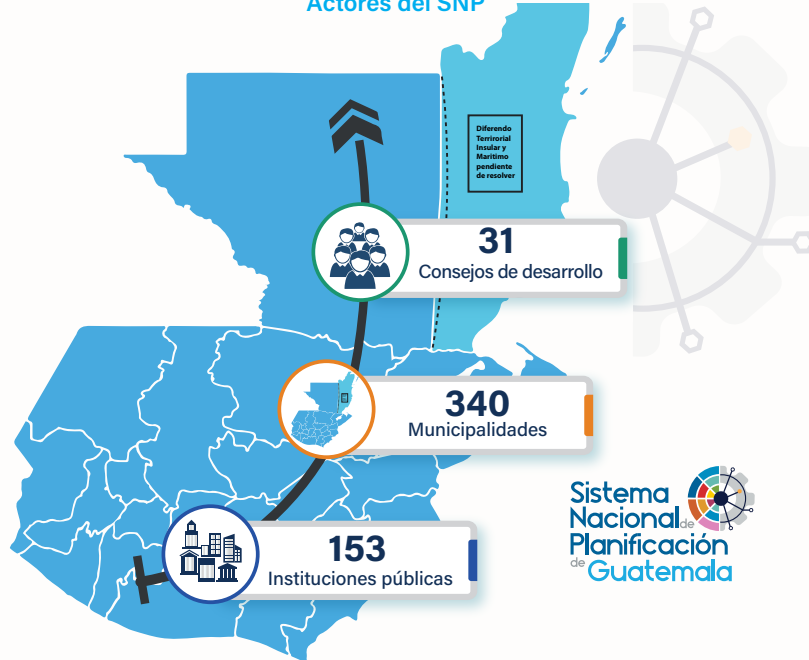 Actores del SNP
Diferendo
Terrirorial
Insular y
Marítimo
pendiente
de resolver
31
Consejos de desarrollo
340
Municipalidades
153
Instituciones públicas
Sistema
Nacional de
Planificación
de Guatemala